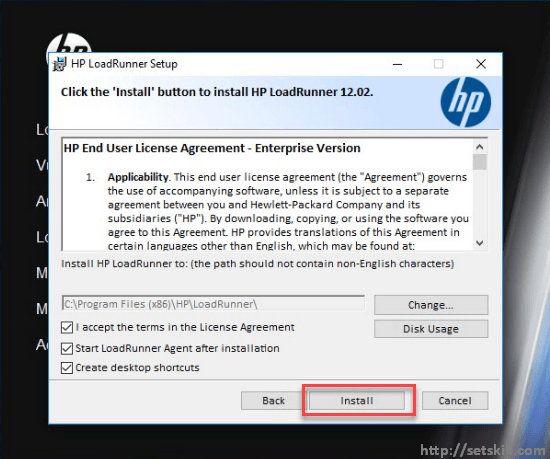 hp
HP LoadRunner Setup
Click the 'Install' button to install HP LoadRunner 12.02.
hp
HP End User License Agreement - Enterprise Version
1. Applicability. This end user license agreement (the "Agreement") governs
the use of accompanying software, unless it is subject to a separate
agreement between you and Hewlett-Packard Company and its
subsidiaries ("HP"). By downloading, copying, or using the software you
agree to this Agreement. HP provides translations of this Agreement in
certain languages other than English, which may be found at:
Install HP LoadRunner to: (the path should not contain non-English characters)
C:\Program Files (x86)\HP\LoadRunner\
Change...
I accept the terms in the License Agreement
Disk Usage
Start LoadRunner Agent after installation
Create desktop shortcuts
Back
Install
Cancel